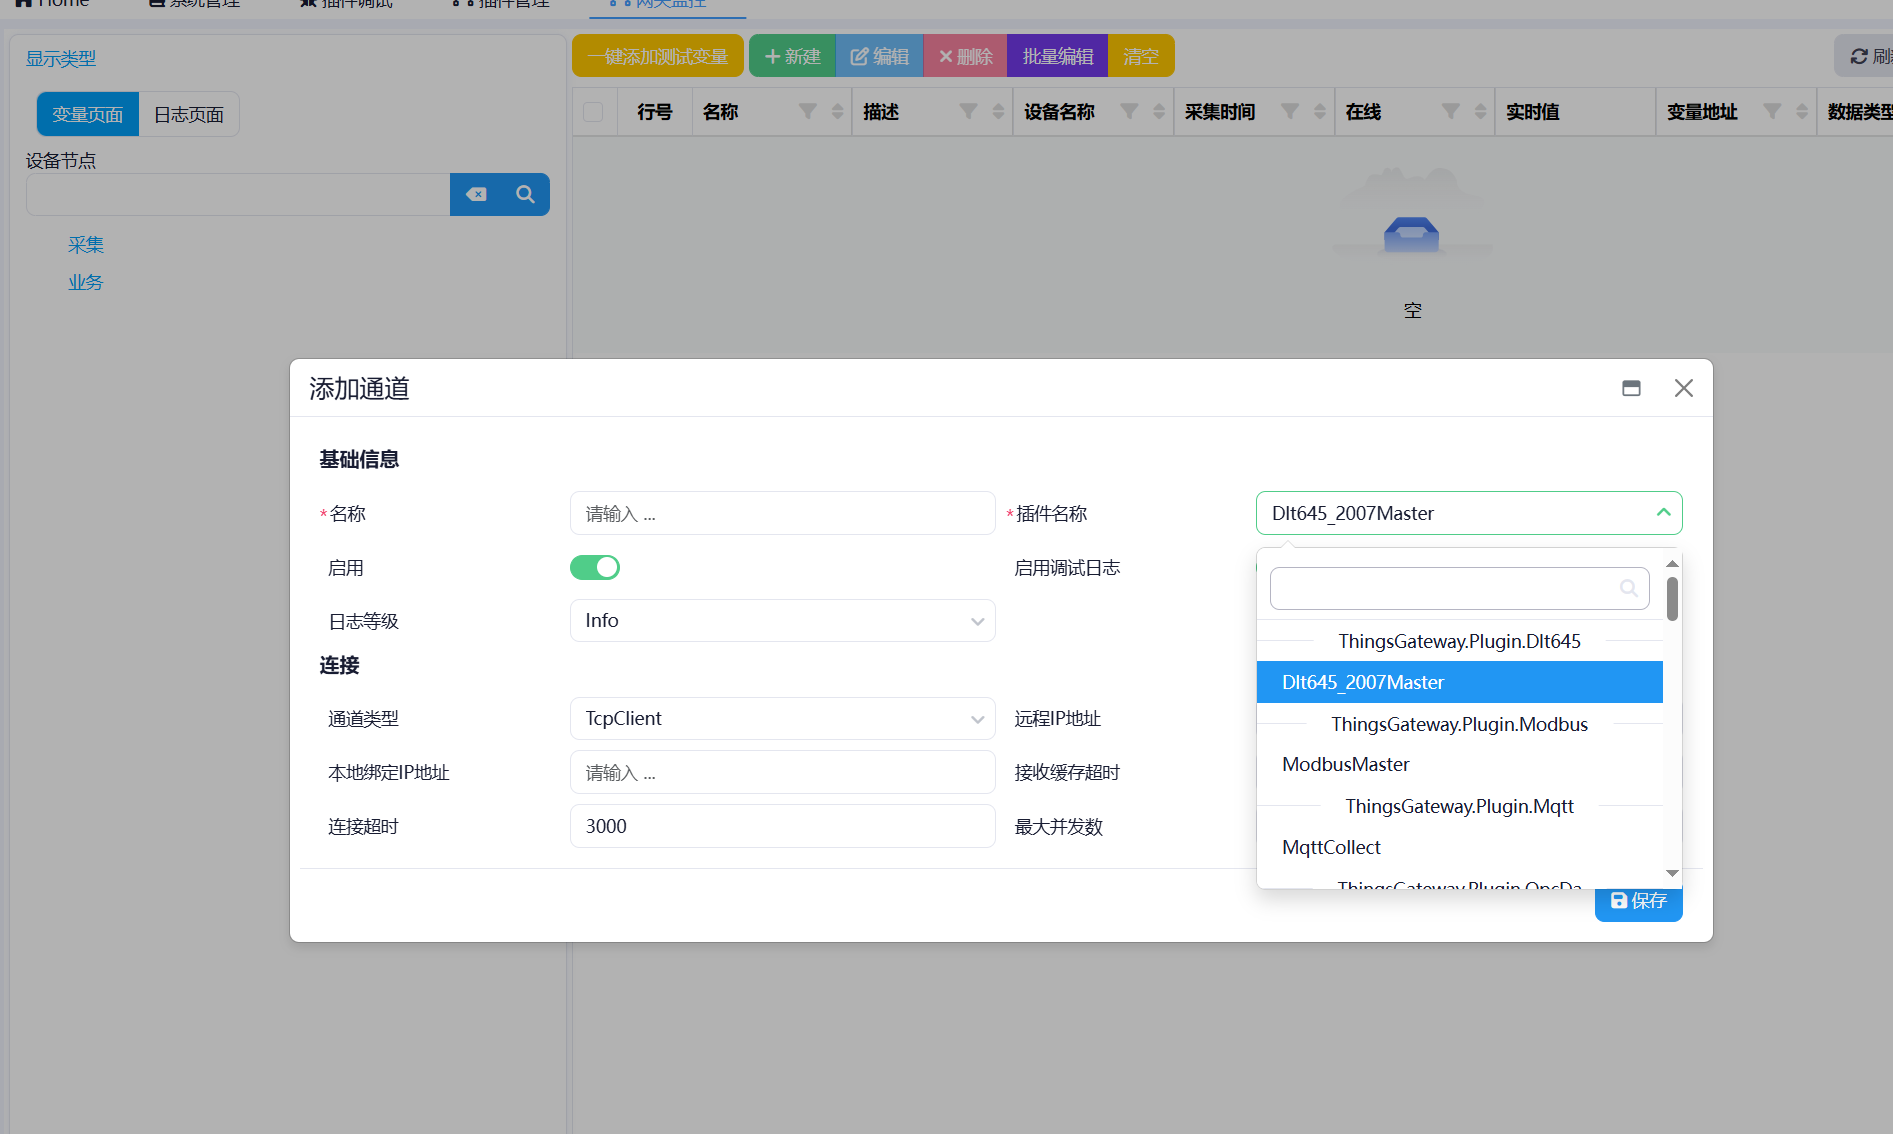 Home 系统管理 插件调试 插件管理 网关监控
显示类型
变量页面 日志页面
设备节点
采集
业务
一键添加测试变量 新建 编辑 删除 批量编辑 清空
行号 名称 描述 设备名称 采集时间 在线 实时值 变量地址 数据类型
空
添加通道
基础信息
*名称 请输入 ... *插件名称 Dlt645_2007Master
启用 启用调试日志
日志等级 Info
连接
通道类型 TcpClient 远程IP地址
本地绑定IP地址 请输入 ... 接收缓存超时
连接超时 3000 最大并发数
ThingsGateway.Plugin.Dlt645
Dlt645_2007Master
ThingsGateway.Plugin.Modbus
ModbusMaster
ThingsGateway.Plugin.Mqtt
MqttCollect
ThingsGateway.Plugin.OpcDa
保存